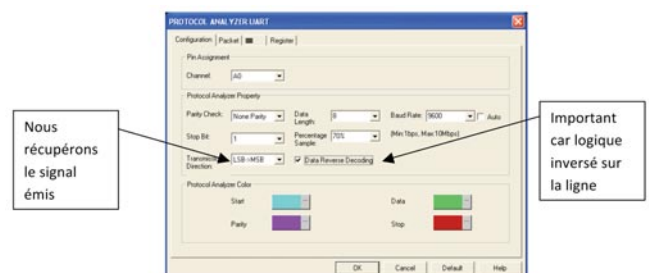 PROTOCOL ANALYZER UART
Configuration Packet Register
Pin Assignment
Channel: A0
Protocol Analyzer Property
Parity Check: None Parity Data Length: 8 Baud Rate: 9600 Auto
Stop Bit: 1 Percentage Sample: 70% (Min:1bps, Max:10Mbps)
Transmission Direction: LSB->MSB Data Reverse Decoding
Protocol Analyzer Color
Start Data
Parity Stop
OK Cancel Default Help
Nous
récupérons
le signal
émis
Important
car logique
inversé sur
la ligne